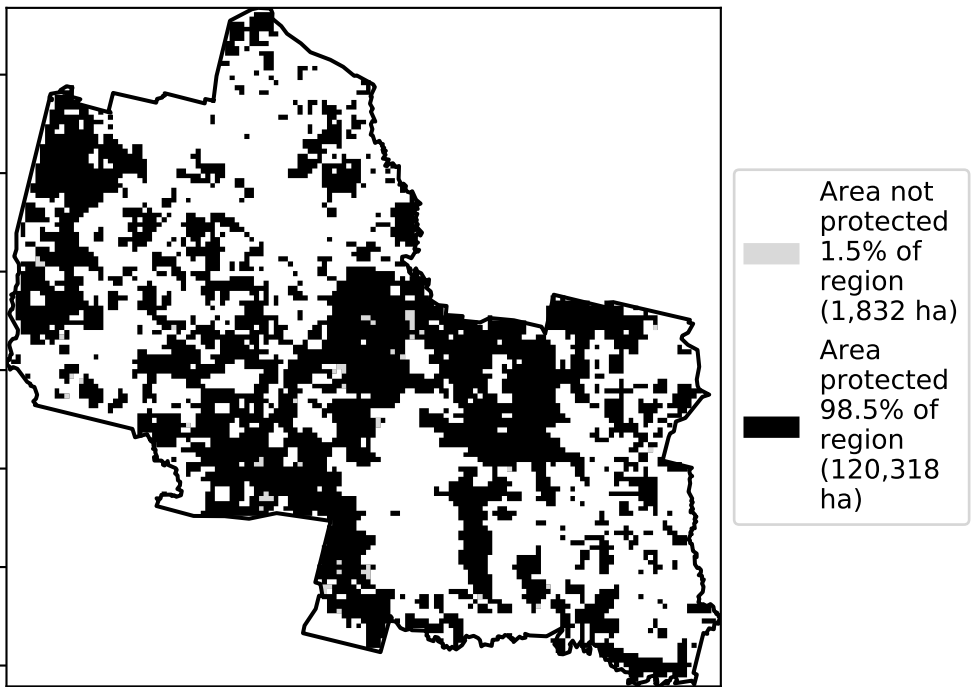 Area not
protected
1.5% of
region
(1,832 ha)
Area
protected
98.5% of
region
(120,318
ha)